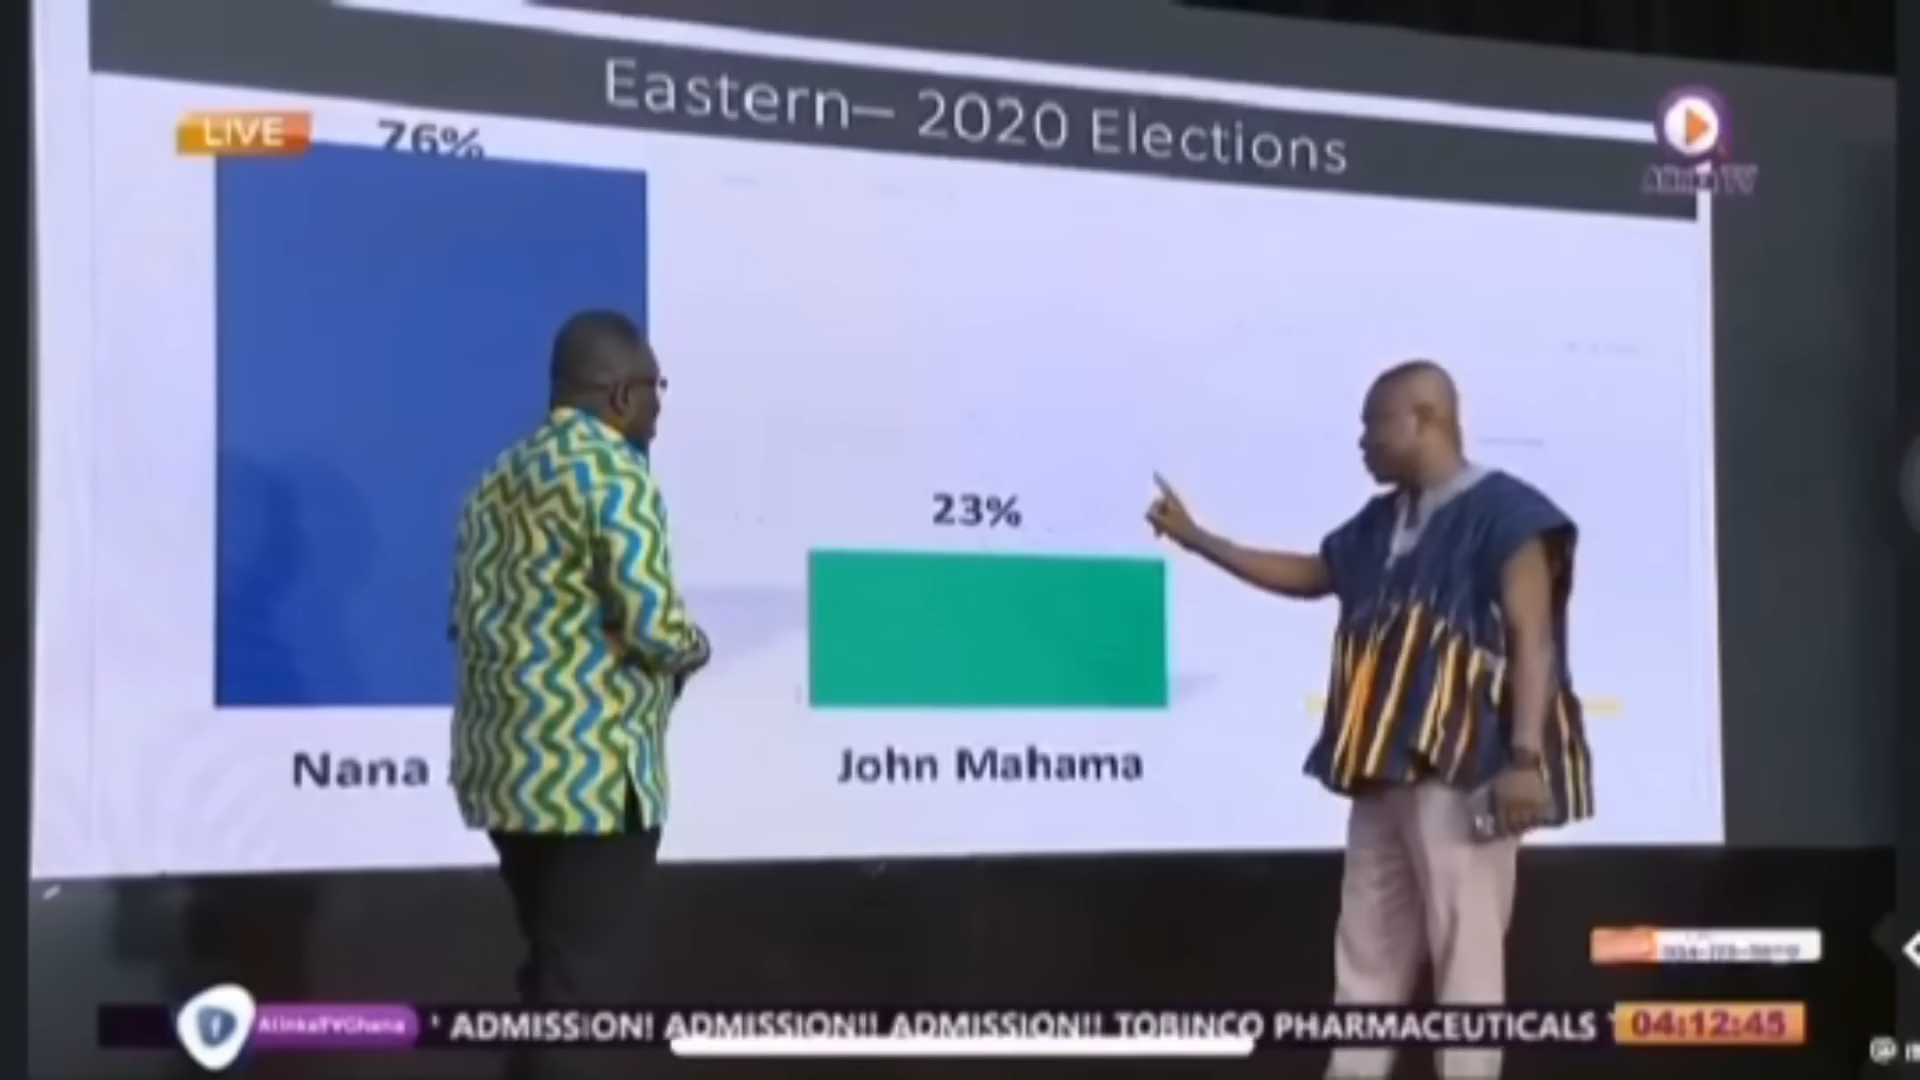 Eastern– 2020 Elections
LIVE
76%
23%
Nana
John Mahama
ADMISSION! ADMISSION!! ADMISSION!! TOBINCO PHARMACEUTICALS
04:12:45